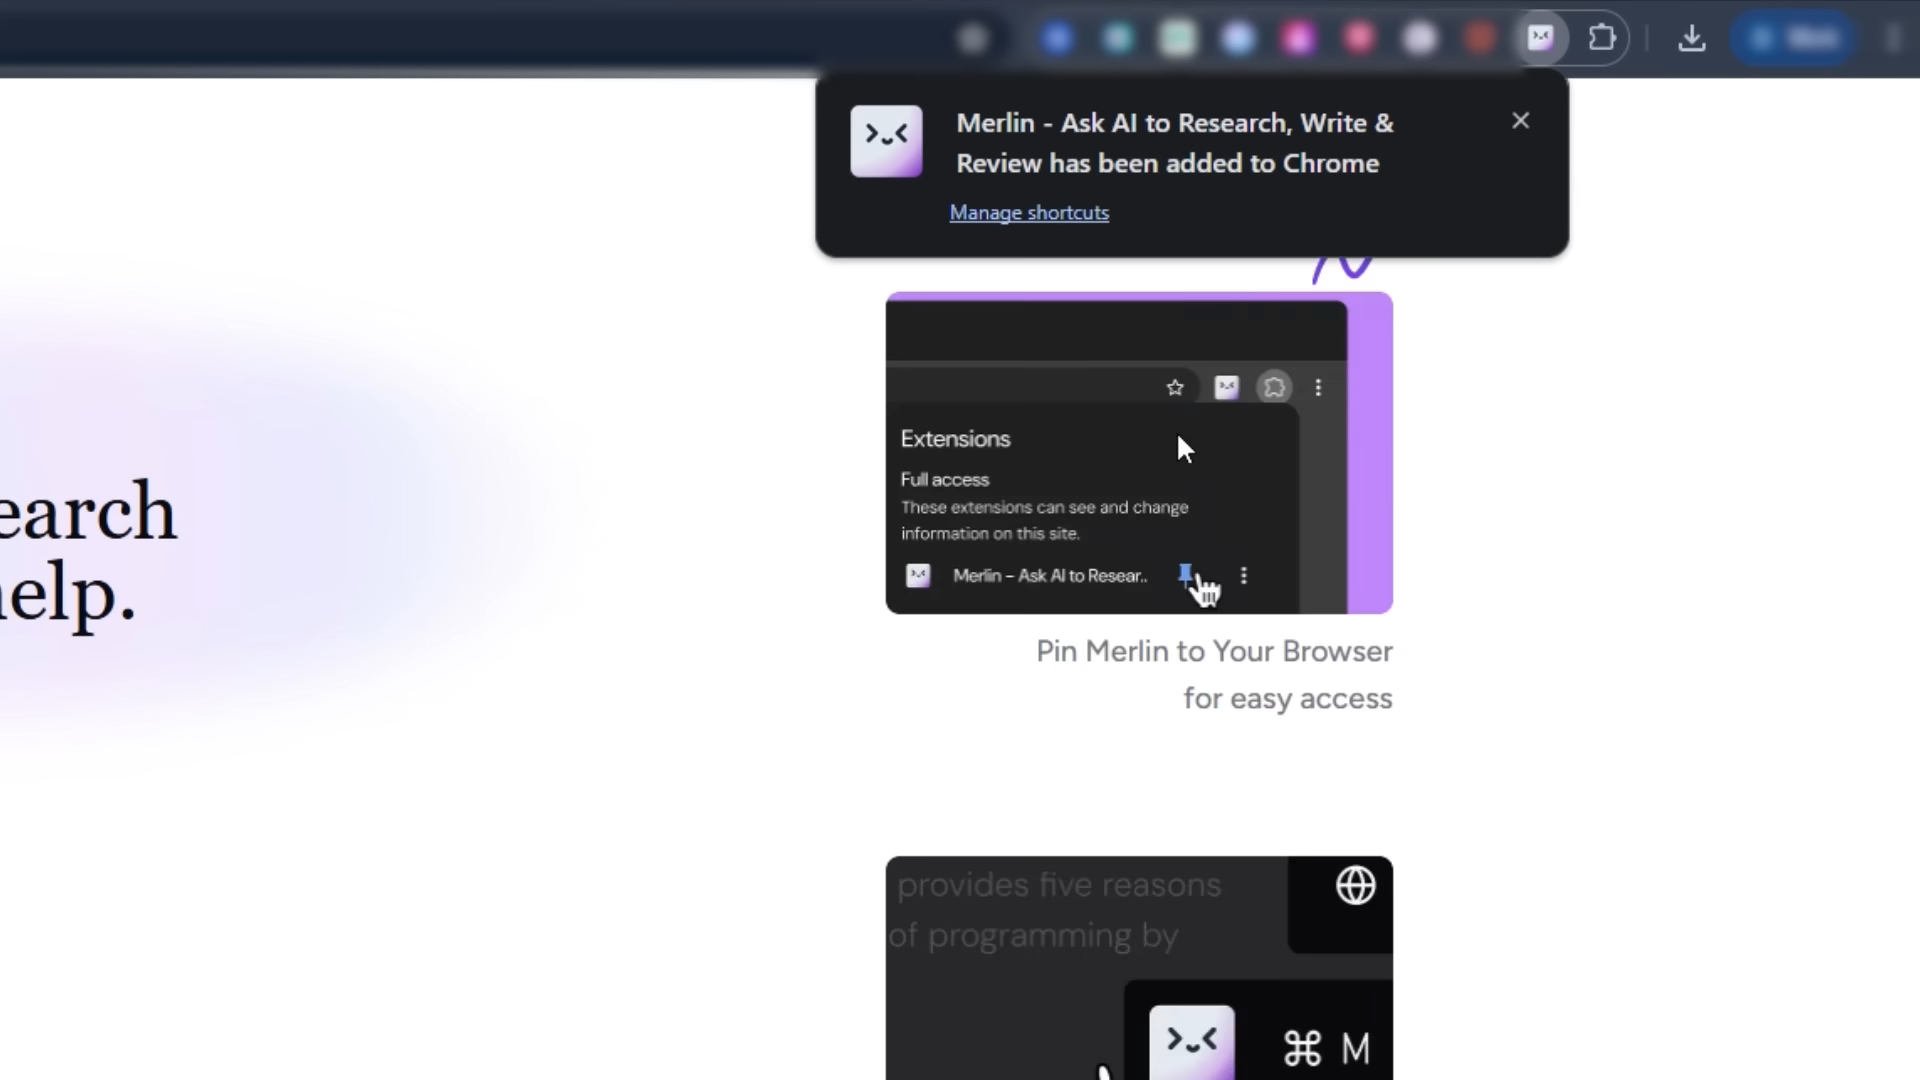 Merlin - Ask AI to Research, Write &
Review has been added to Chrome
Manage shortcuts
earch
help.
Extensions
Full access
These extensions can see and change
information on this site.
Merlin – Ask AI to Resear..
Pin Merlin to Your Browser
for easy access
provides five reasons
of programming by
⌘ M